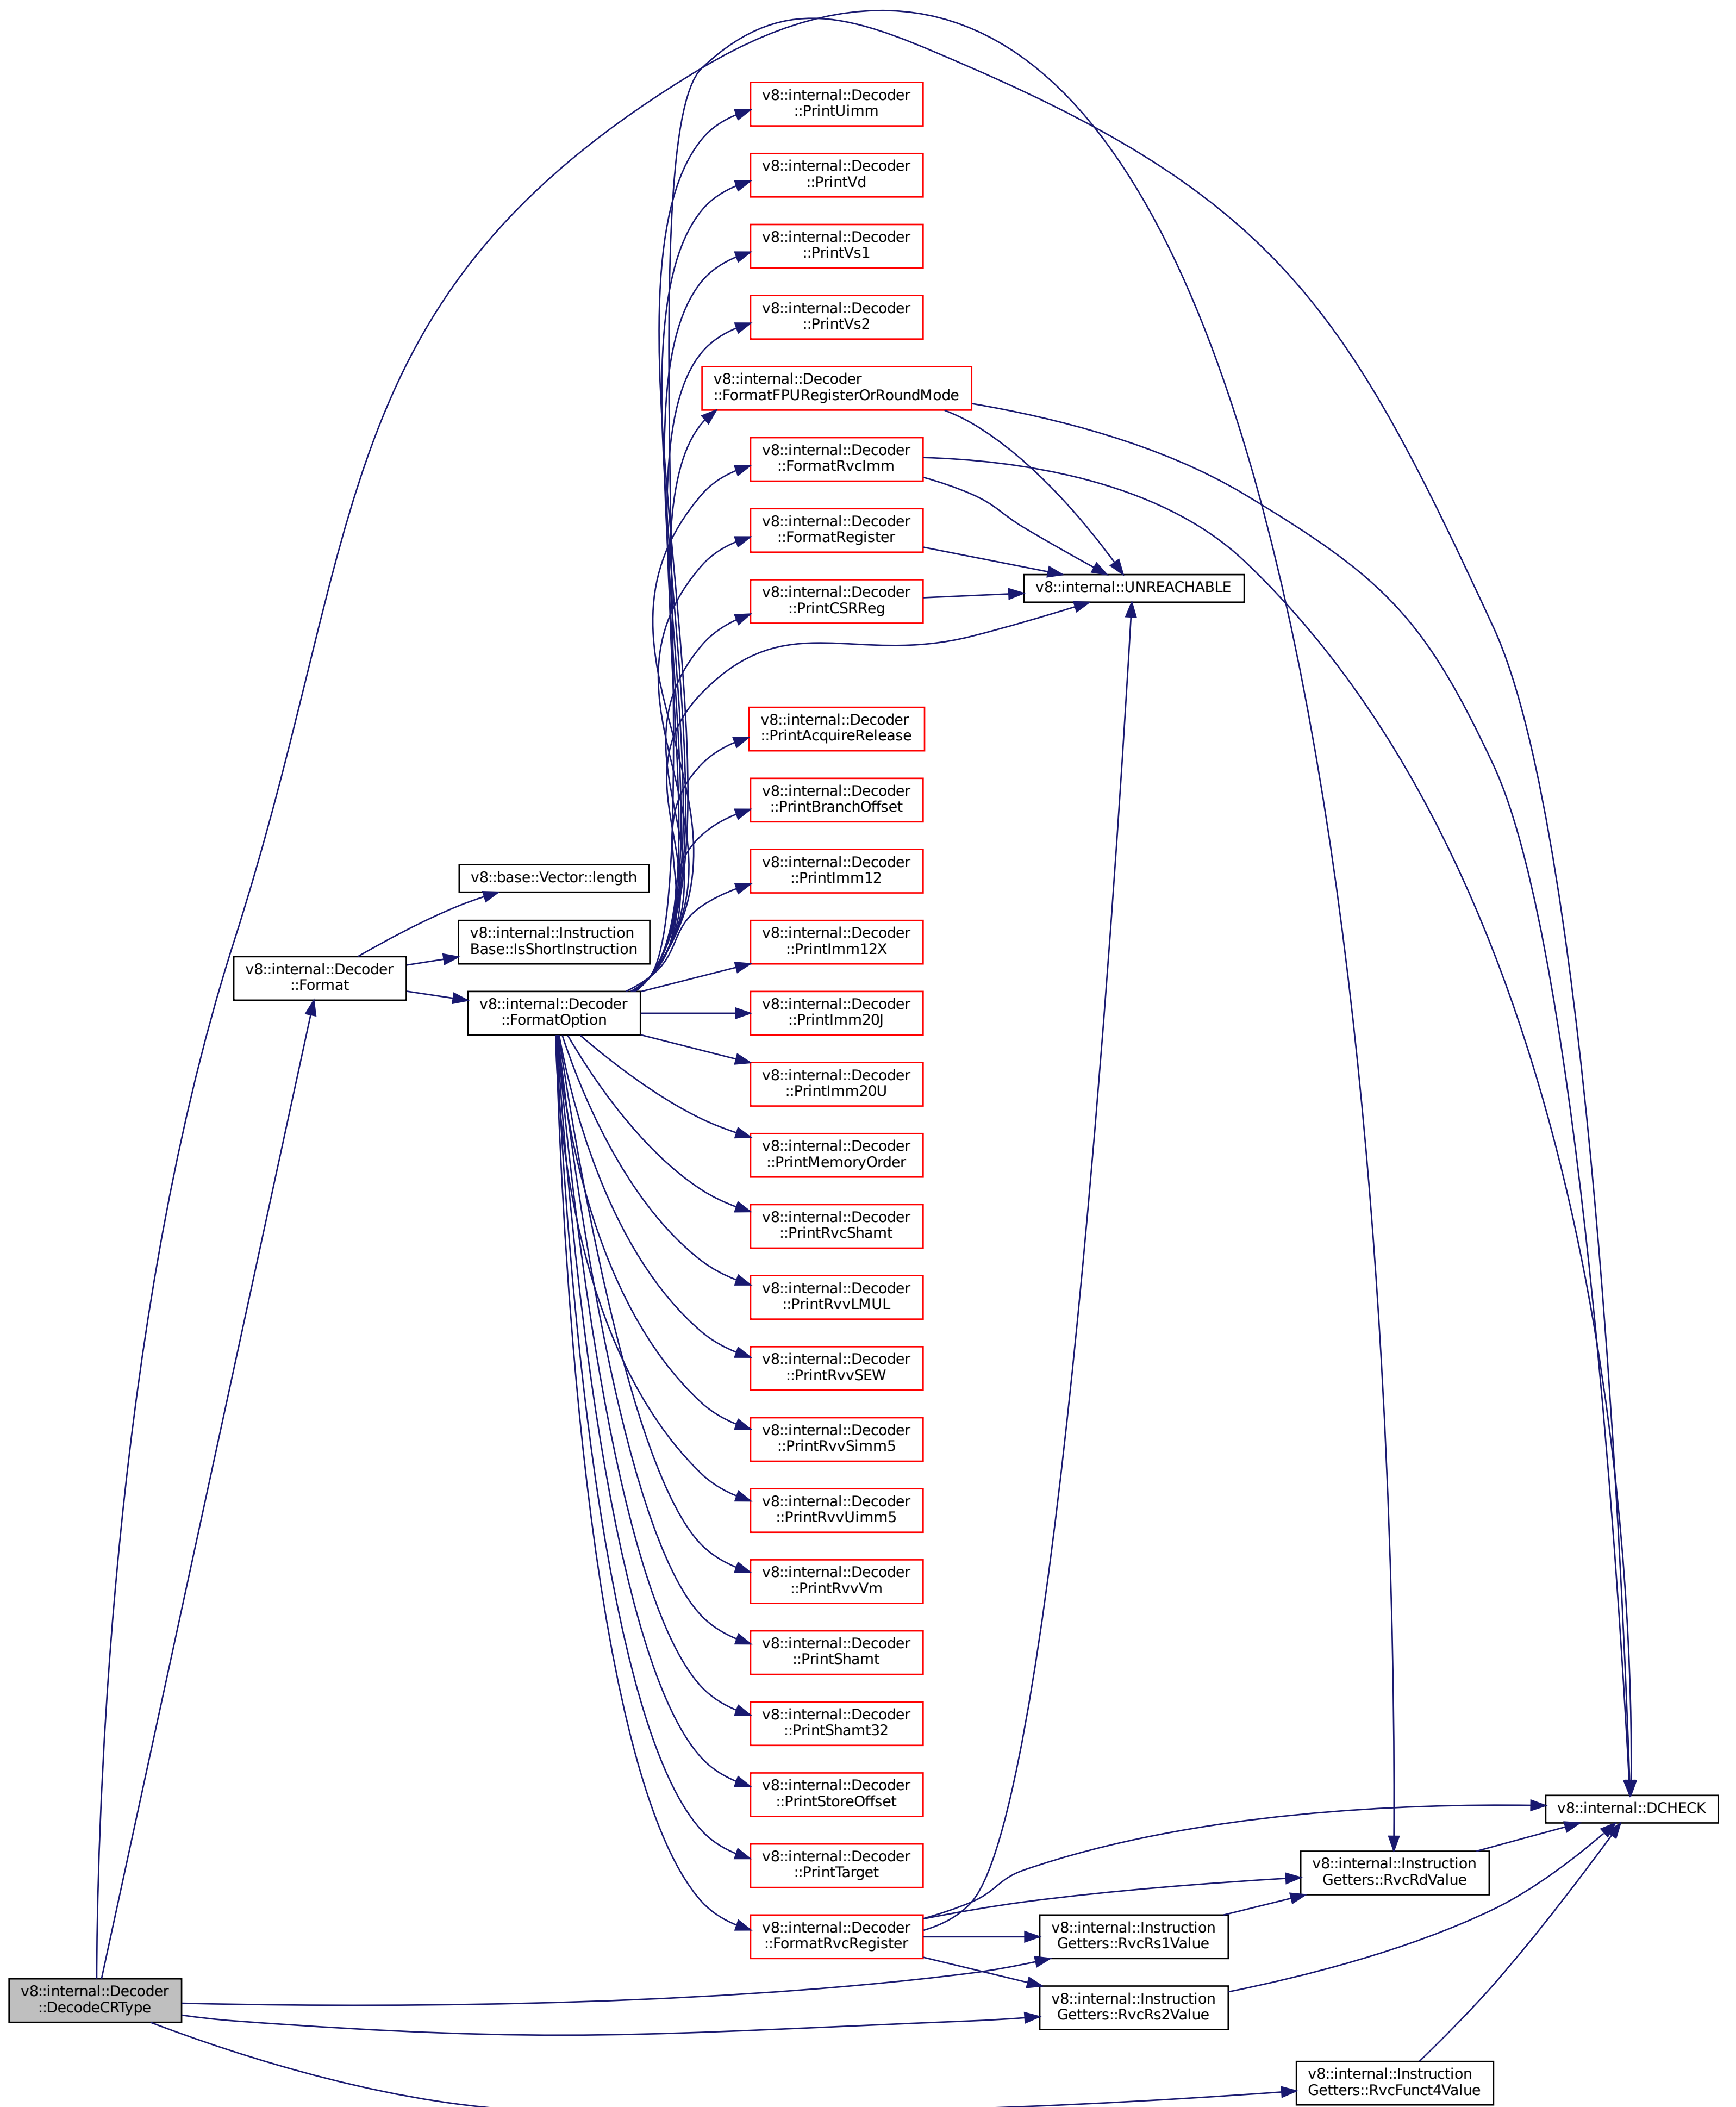 v8::internal::Decoder
::PrintUimm
v8::internal::Decoder
::PrintVd
v8::internal::Decoder
::PrintVs1
v8::internal::Decoder
::PrintVs2
v8::internal::Decoder
::FormatFPURegisterOrRoundMode
v8::internal::Decoder
::FormatRvcImm
v8::internal::Decoder
::FormatRegister
v8::internal::UNREACHABLE
v8::internal::Decoder
::PrintCSRReg
v8::internal::Decoder
::PrintAcquireRelease
v8::internal::Decoder
::PrintBranchOffset
v8::base::Vector::length
v8::internal::Decoder
::PrintImm12
v8::internal::Instruction
Base::IsShortInstruction
v8::internal::Decoder
::PrintImm12X
v8::internal::Decoder
::Format
v8::internal::Decoder
::FormatOption
v8::internal::Decoder
::PrintImm20J
v8::internal::Decoder
::PrintImm20U
v8::internal::Decoder
::PrintMemoryOrder
v8::internal::Decoder
::PrintRvcShamt
v8::internal::Decoder
::PrintRvvLMUL
v8::internal::Decoder
::PrintRvvSEW
v8::internal::Decoder
::PrintRvvSimm5
v8::internal::Decoder
::PrintRvvUimm5
v8::internal::Decoder
::PrintRvvVm
v8::internal::Decoder
::PrintShamt
v8::internal::Decoder
::PrintShamt32
v8::internal::Decoder
::PrintStoreOffset
v8::internal::DCHECK
v8::internal::Decoder
::PrintTarget
v8::internal::Instruction
Getters::RvcRdValue
v8::internal::Decoder
::FormatRvcRegister
v8::internal::Instruction
Getters::RvcRs1Value
v8::internal::Decoder
::DecodeCRType
v8::internal::Instruction
Getters::RvcRs2Value
v8::internal::Instruction
Getters::RvcFunct4Value